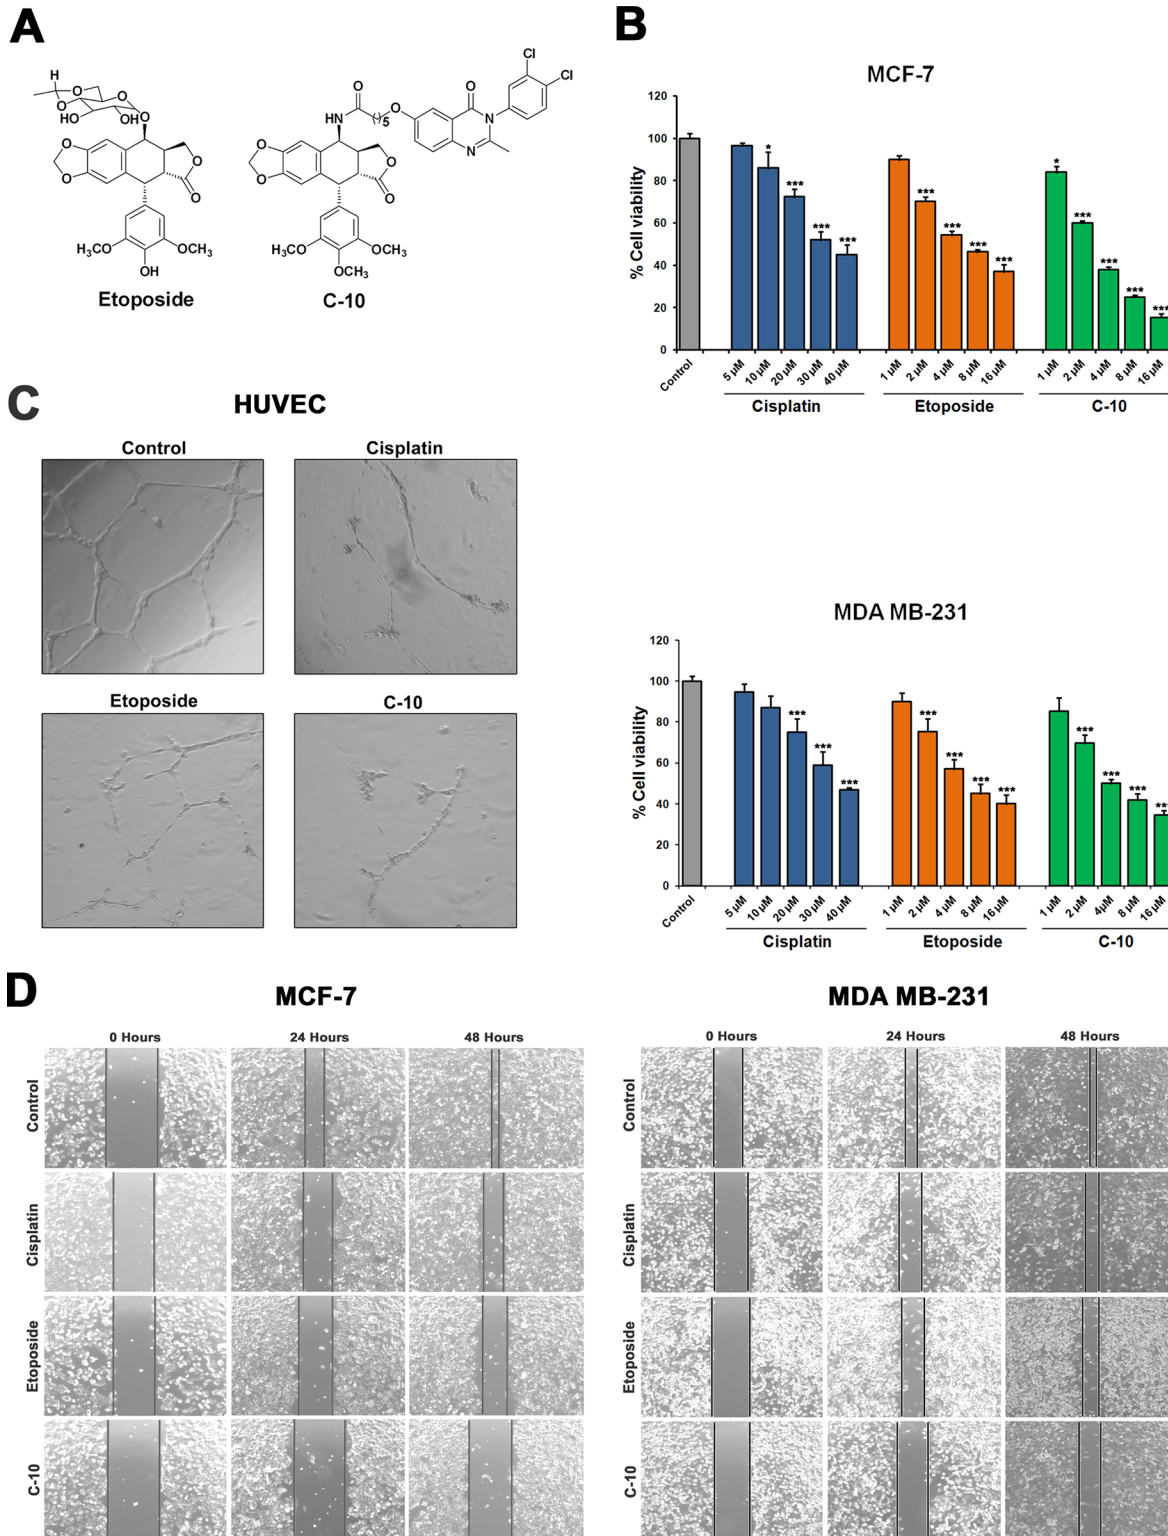 A
H
O
O
O
O
OH
OH
O
O
O
O
O
H₃CO
OCH₃
OH
Etoposide
Cl
Cl
O
O
O
N
N
HN
5
O
O
O
O
H₃CO
OCH₃
OCH₃
C-10
B
MCF-7
% Cell viability
120
100
80
60
40
20
0
* *** *** ***
*** *** *** ***
* *** *** *** ***
Control
5 µM 10 µM 20 µM 30 µM 40 µM
1 µM 2 µM 4 µM 8 µM 16 µM
1 µM 2 µM 4 µM 8 µM 16 µM
Cisplatin Etoposide C-10
C
HUVEC
Control Cisplatin
Etoposide C-10
MDA MB-231
% Cell viability
120
100
80
60
40
20
0
*** *** ***
*** *** *** ***
*** *** *** **
Control
5 µM 10 µM 20 µM 30 µM 40 µM
1 µM 2 µM 4 µM 8 µM 16 µM
1 µM 2 µM 4µM 8 µM 16 µM
Cisplatin Etoposide C-10
D
MCF-7
0 Hours 24 Hours 48 Hours
Control
Cisplatin
Etoposide
C-10
MDA MB-231
0 Hours 24 Hours 48 Hours
Control
Cisplatin
Etoposide
C-10